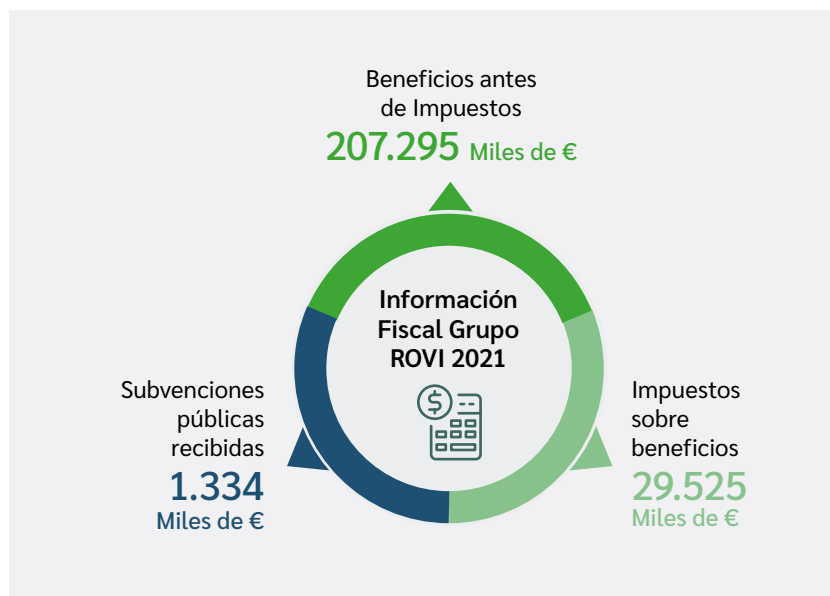 Beneficios antes
de Impuestos
207.295 Miles de €
Información
Fiscal Grupo
ROVI 2021
Subvenciones
públicas
recibidas
1.334
Miles de €
Impuestos
sobre
beneficios
29.525
Miles de €